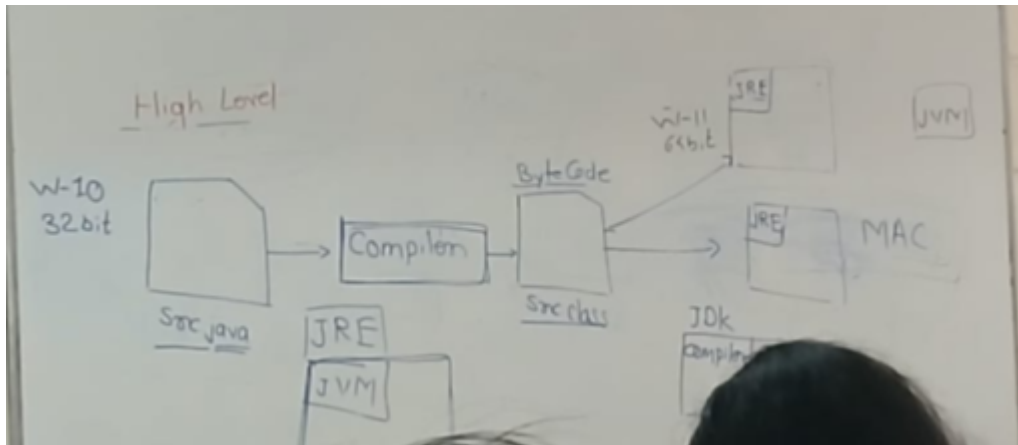 High Level
W-10
32bit
Compiler
ByteCode
Src java
Src class
W-11
64bit
JRE
JVM
JRE
MAC
JRE
JVM
JDk
Compiler